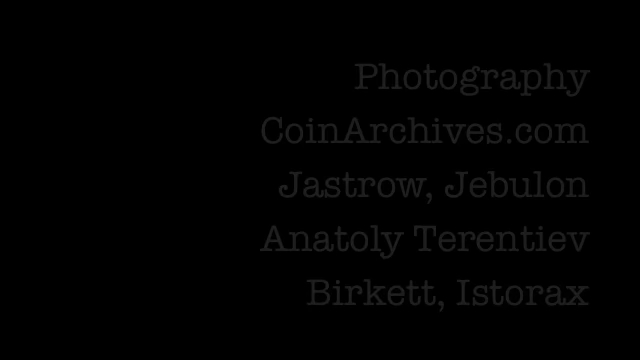 Photography
CoinArchives.com
Jastrow, Jebulon
Anatoly Terentiev
Birkett, Istorax